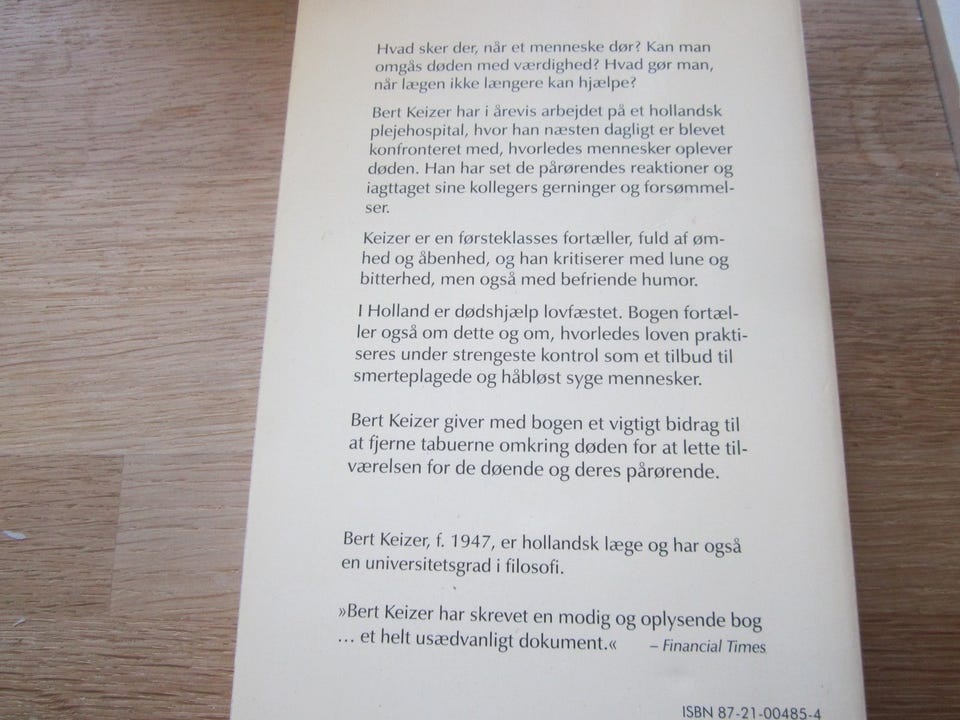 Hvad sker der, når et menneske dør? Kan man
omgås døden med værdighed? Hvad gør man,
når lægen ikke længere kan hjælpe?
Bert Keizer har i årevis arbejdet på et hollandsk
plejehospital, hvor han næsten dagligt er blevet
konfronteret med, hvorledes mennesker oplever
døden. Han har set de pårørendes reaktioner og
iagttaget sine kollegers gerninger og forsømmel-
ser.
Keizer er en førsteklasses fortæller, fuld af øm-
hed og åbenhed, og han kritiserer med lune og
bitterhed, men også med befriende humor.
I Holland er dødshjælp lovfæstet. Bogen fortæl-
ler også om dette og om, hvorledes loven prakti-
seres under strengeste kontrol som et tilbud til
smerteplagede og håbløst syge mennesker.
Bert Keizer giver med bogen et vigtigt bidrag til
at fjerne tabuerne omkring døden for at lette til-
værelsen for de døende og deres pårørende.
Bert Keizer, f. 1947, er hollandsk læge og har også
en universitetsgrad i filosofi.
»Bert Keizer har skrevet en modig og oplysende bog
... et helt usædvanligt dokument.« – Financial Times
ISBN 87-21-00485-4